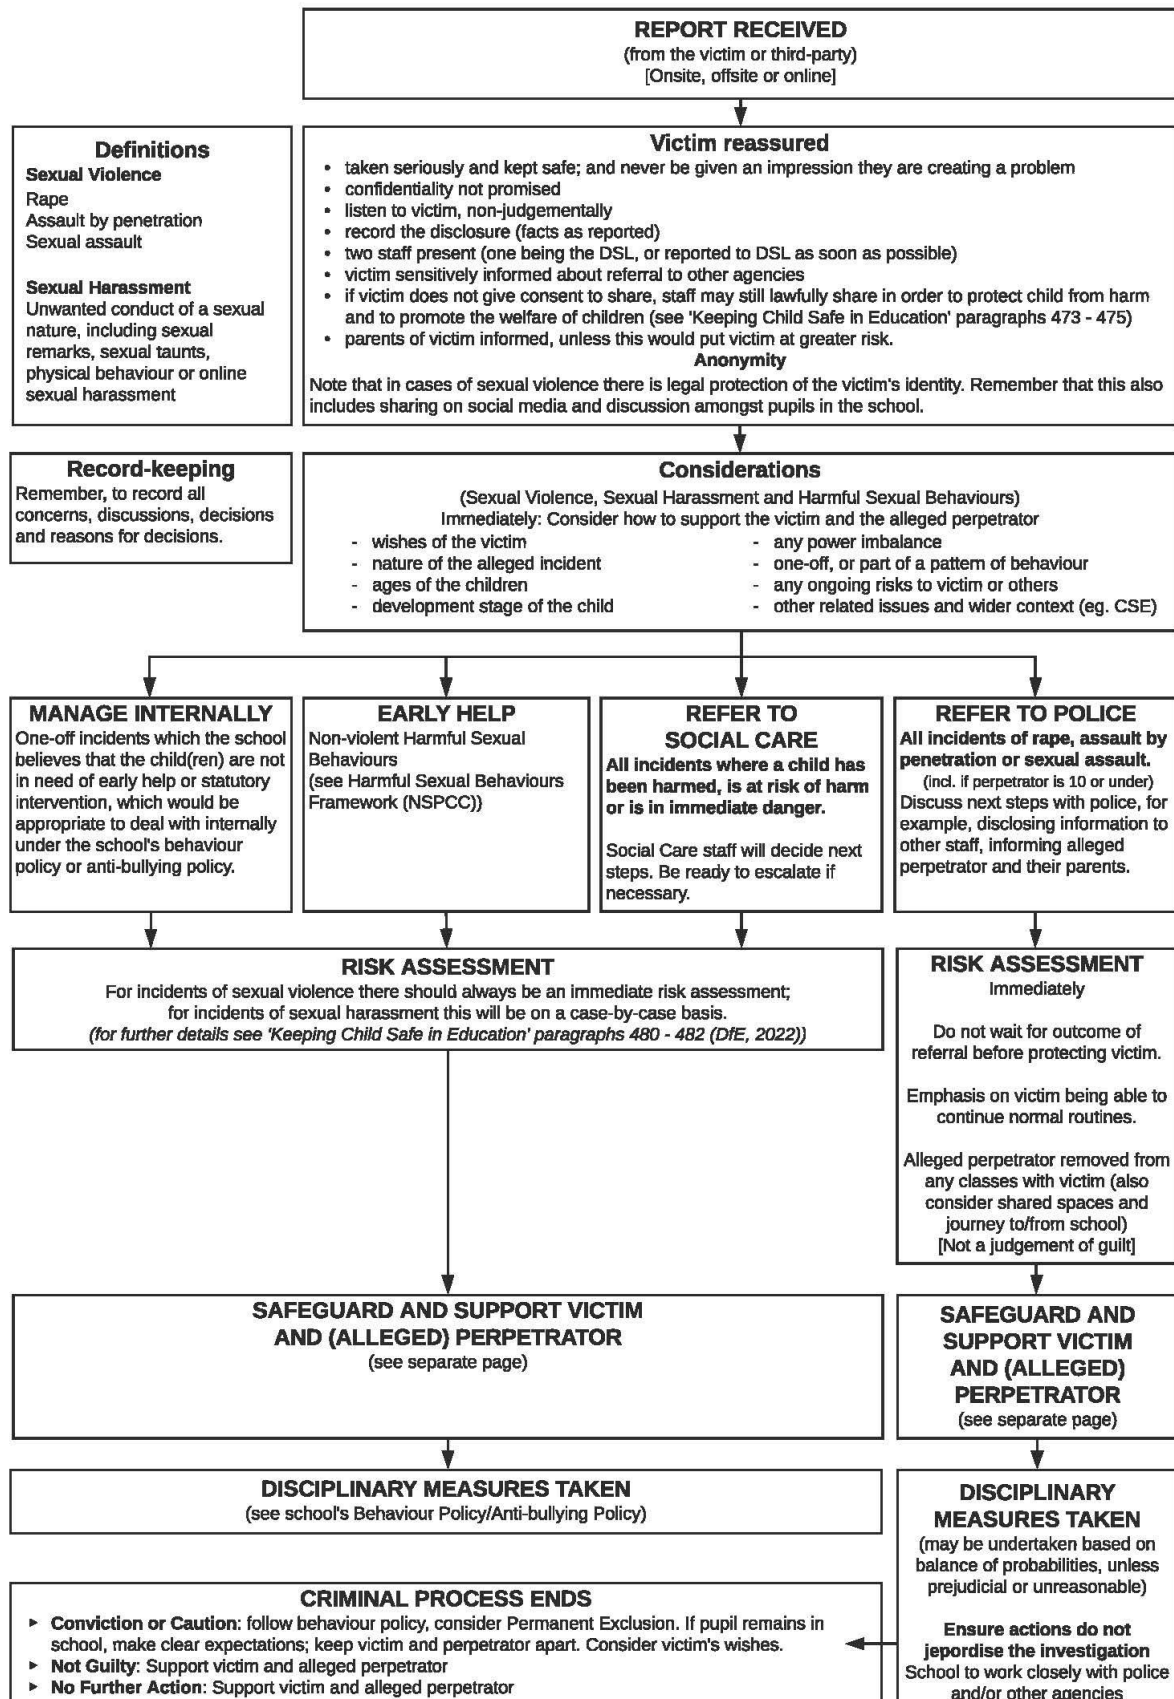 REPORT RECEIVED
(from the victim or third-party)
[Onsite, offsite or online]
Definitions
Sexual Violence
Rape
Assault by penetration
Sexual assault
Sexual Harassment
Unwanted conduct of a sexual
nature, including sexual
remarks, sexual taunts,
physical behaviour or online
sexual harassment
Victim reassured
• taken seriously and kept safe; and never be given an impression they are creating a problem
• confidentiality not promised
• listen to victim, non-judgementally
• record the disclosure (facts as reported)
• two staff present (one being the DSL, or reported to DSL as soon as possible)
• victim sensitively informed about referral to other agencies
• if victim does not give consent to share, staff may still lawfully share in order to protect child from harm
and to promote the welfare of children (see 'Keeping Child Safe in Education' paragraphs 473 - 475)
• parents of victim informed, unless this would put victim at greater risk.
Anonymity
Note that in cases of sexual violence there is legal protection of the victim's identity. Remember that this also
includes sharing on social media and discussion amongst pupils in the school.
Record-keeping
Remember, to record all
concerns, discussions, decisions
and reasons for decisions.
Considerations
(Sexual Violence, Sexual Harassment and Harmful Sexual Behaviours)
Immediately: Consider how to support the victim and the alleged perpetrator
- wishes of the victim
- nature of the alleged incident
- ages of the children
- development stage of the child
- any power imbalance
- one-off, or part of a pattern of behaviour
- any ongoing risks to victim or others
- other related issues and wider context (eg. CSE)
MANAGE INTERNALLY
One-off incidents which the school
believes that the child(ren) are not
in need of early help or statutory
intervention, which would be
appropriate to deal with internally
under the school's behaviour
policy or anti-bullying policy.
EARLY HELP
Non-violent Harmful Sexual
Behaviours
(see Harmful Sexual Behaviours
Framework (NSPCC))
REFER TO
SOCIAL CARE
All incidents where a child has
been harmed, is at risk of harm
or is in immediate danger.
Social Care staff will decide next
steps. Be ready to escalate if
necessary.
REFER TO POLICE
All incidents of rape, assault by
penetration or sexual assault.
(incl. if perpetrator is 10 or under)
Discuss next steps with police, for
example, disclosing information to
other staff, informing alleged
perpetrator and their parents.
RISK ASSESSMENT
For incidents of sexual violence there should always be an immediate risk assessment;
for incidents of sexual harassment this will be on a case-by-case basis.
(for further details see 'Keeping Child Safe in Education' paragraphs 480 - 482 (DfE, 2022))
RISK ASSESSMENT
Immediately
Do not wait for outcome of
referral before protecting victim.
Emphasis on victim being able to
continue normal routines.
Alleged perpetrator removed from
any classes with victim (also
consider shared spaces and
journey to/from school)
[Not a judgement of guilt]
SAFEGUARD AND SUPPORT VICTIM
AND (ALLEGED) PERPETRATOR
(see separate page)
SAFEGUARD AND
SUPPORT VICTIM
AND (ALLEGED)
PERPETRATOR
(see separate page)
DISCIPLINARY MEASURES TAKEN
(see school's Behaviour Policy/Anti-bullying Policy)
DISCIPLINARY
MEASURES TAKEN
(may be undertaken based on
balance of probabilities, unless
prejudicial or unreasonable)
Ensure actions do not
jepordise the investigation
School to work closely with police
and/or other agencies
CRIMINAL PROCESS ENDS
► Conviction or Caution: follow behaviour policy, consider Permanent Exclusion. If pupil remains in
school, make clear expectations; keep victim and perpetrator apart. Consider victim's wishes.
► Not Guilty: Support victim and alleged perpetrator
► No Further Action: Support victim and alleged perpetrator